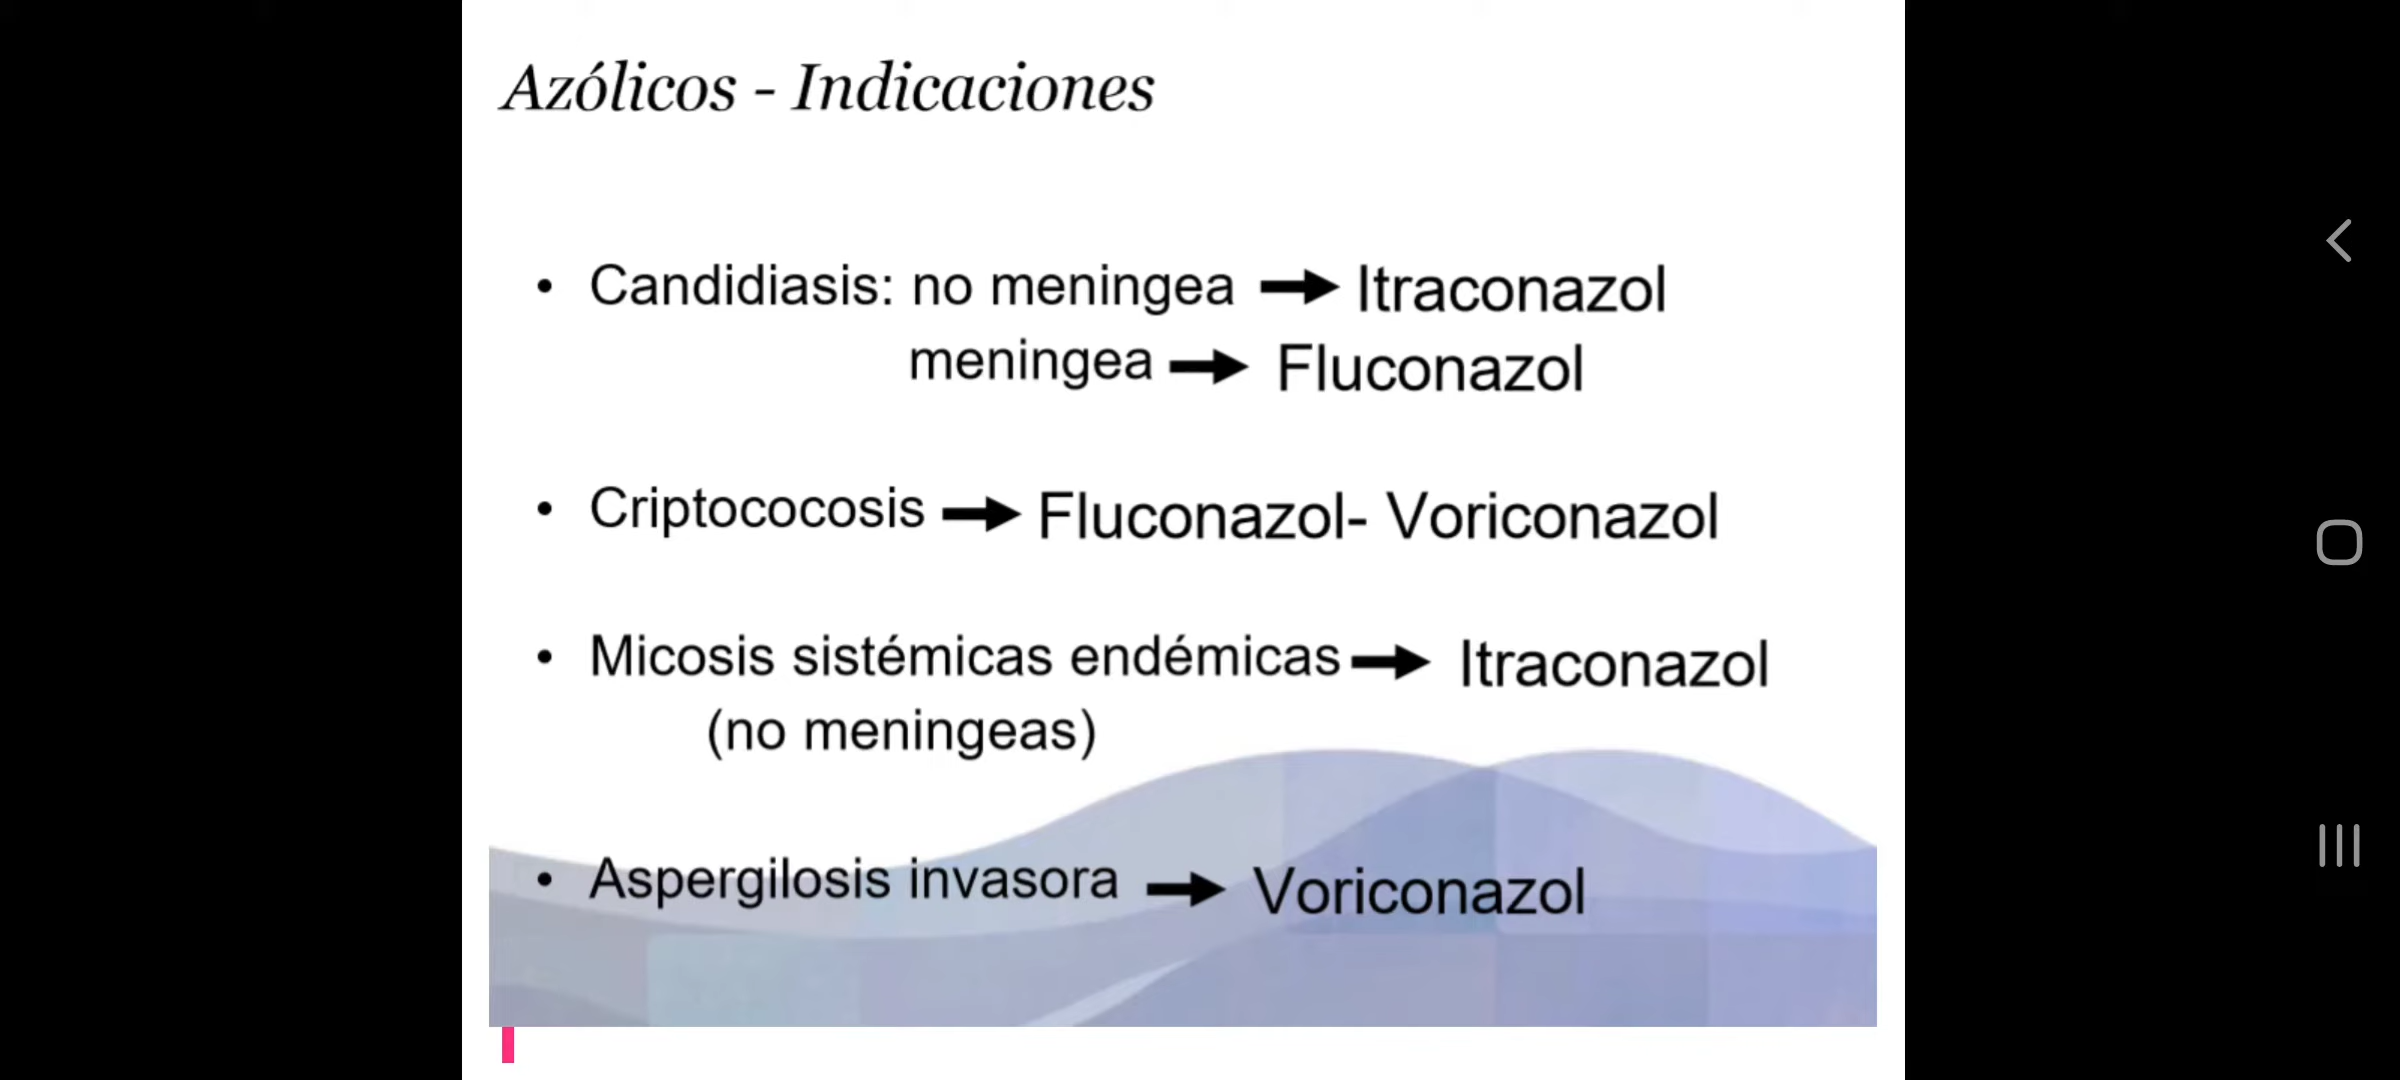 Azólicos - Indicaciones
• Candidiasis: no meningea → Itraconazol
meningea → Fluconazol
• Criptococosis → Fluconazol- Voriconazol
• Micosis sistémicas endémicas → Itraconazol
(no meningeas)
• Aspergilosis invasora → Voriconazol